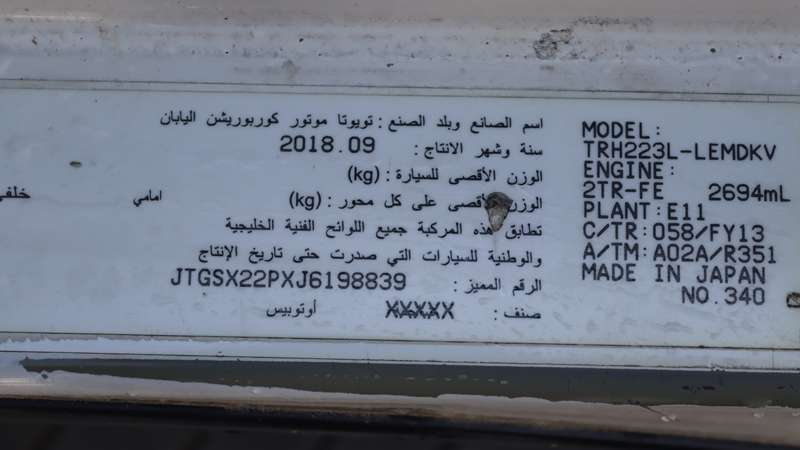 اسم الصانع وبلد الصنع : تويوتا موتور كوربوريشن اليابان
سنة وشهر الانتاج : 2018.09
الوزن الأقصى للسيارة : (kg)
الوزن الأقصى على كل محور : (kg) امامي خلفي
تطابق هذه المركبة جميع اللوائح الفنية الخليجية
والوطنية للسيارات التي صدرت حتى تاريخ الإنتاج
الرقم المميز : JTGSX22PXJ6198839
صنف : XXXXX أوتوبيس
MODEL:
TRH223L-LEMDKV
ENGINE:
2TR-FE 2694mL
PLANT:E11
C/TR:058/FY13
A/TM:A02A/R351
MADE IN JAPAN
NO.340